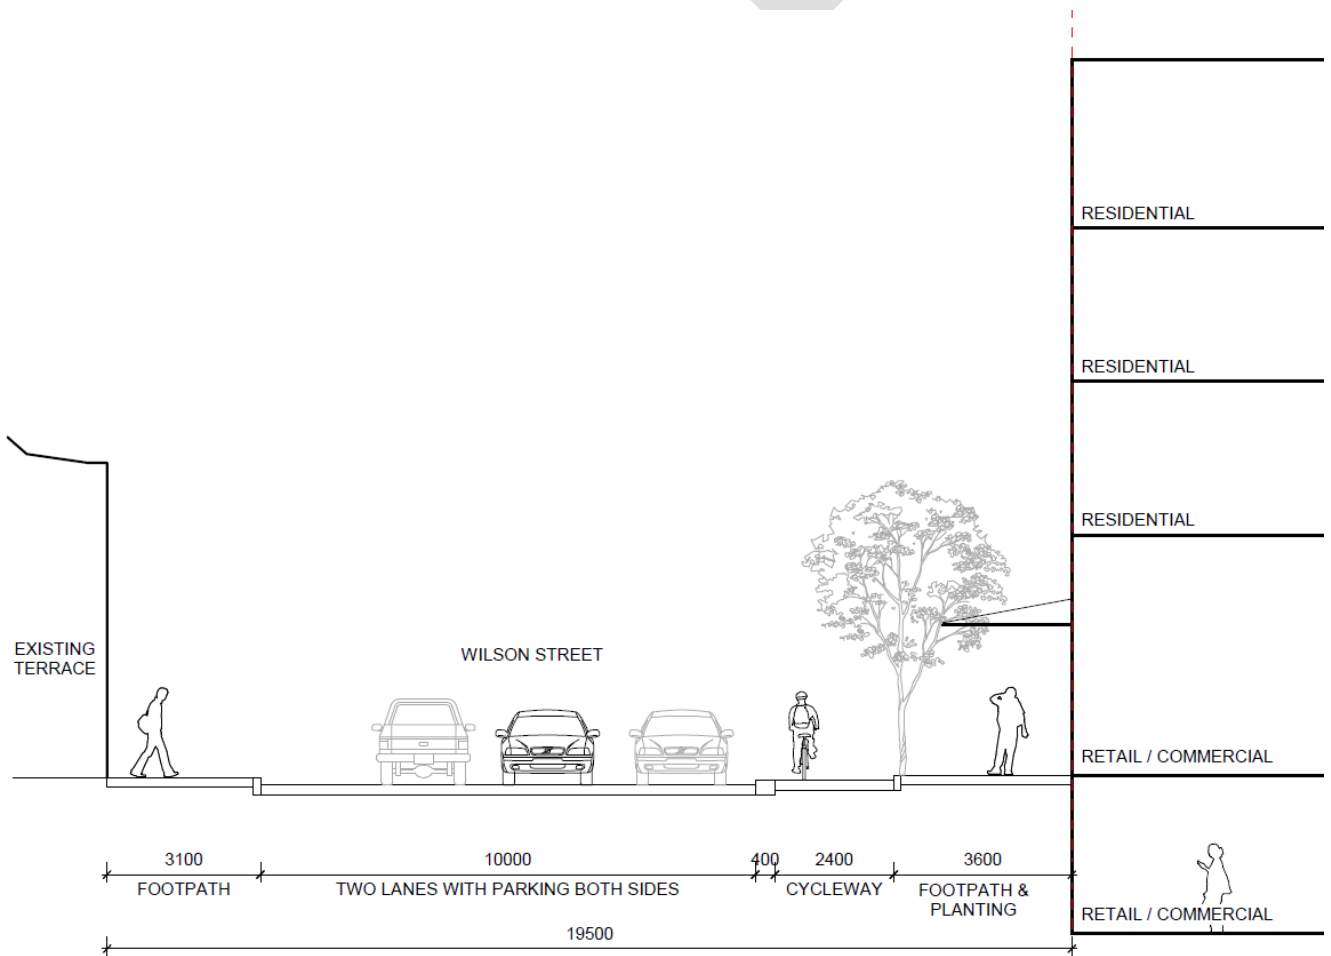 RESIDENTIAL
RESIDENTIAL
RESIDENTIAL
EXISTING
TERRACE
WILSON STREET
RETAIL / COMMERCIAL
3100
10000
400
2400
3600
FOOTPATH
TWO LANES WITH PARKING BOTH SIDES
CYCLEWAY
FOOTPATH &
PLANTING
RETAIL / COMMERCIAL
19500